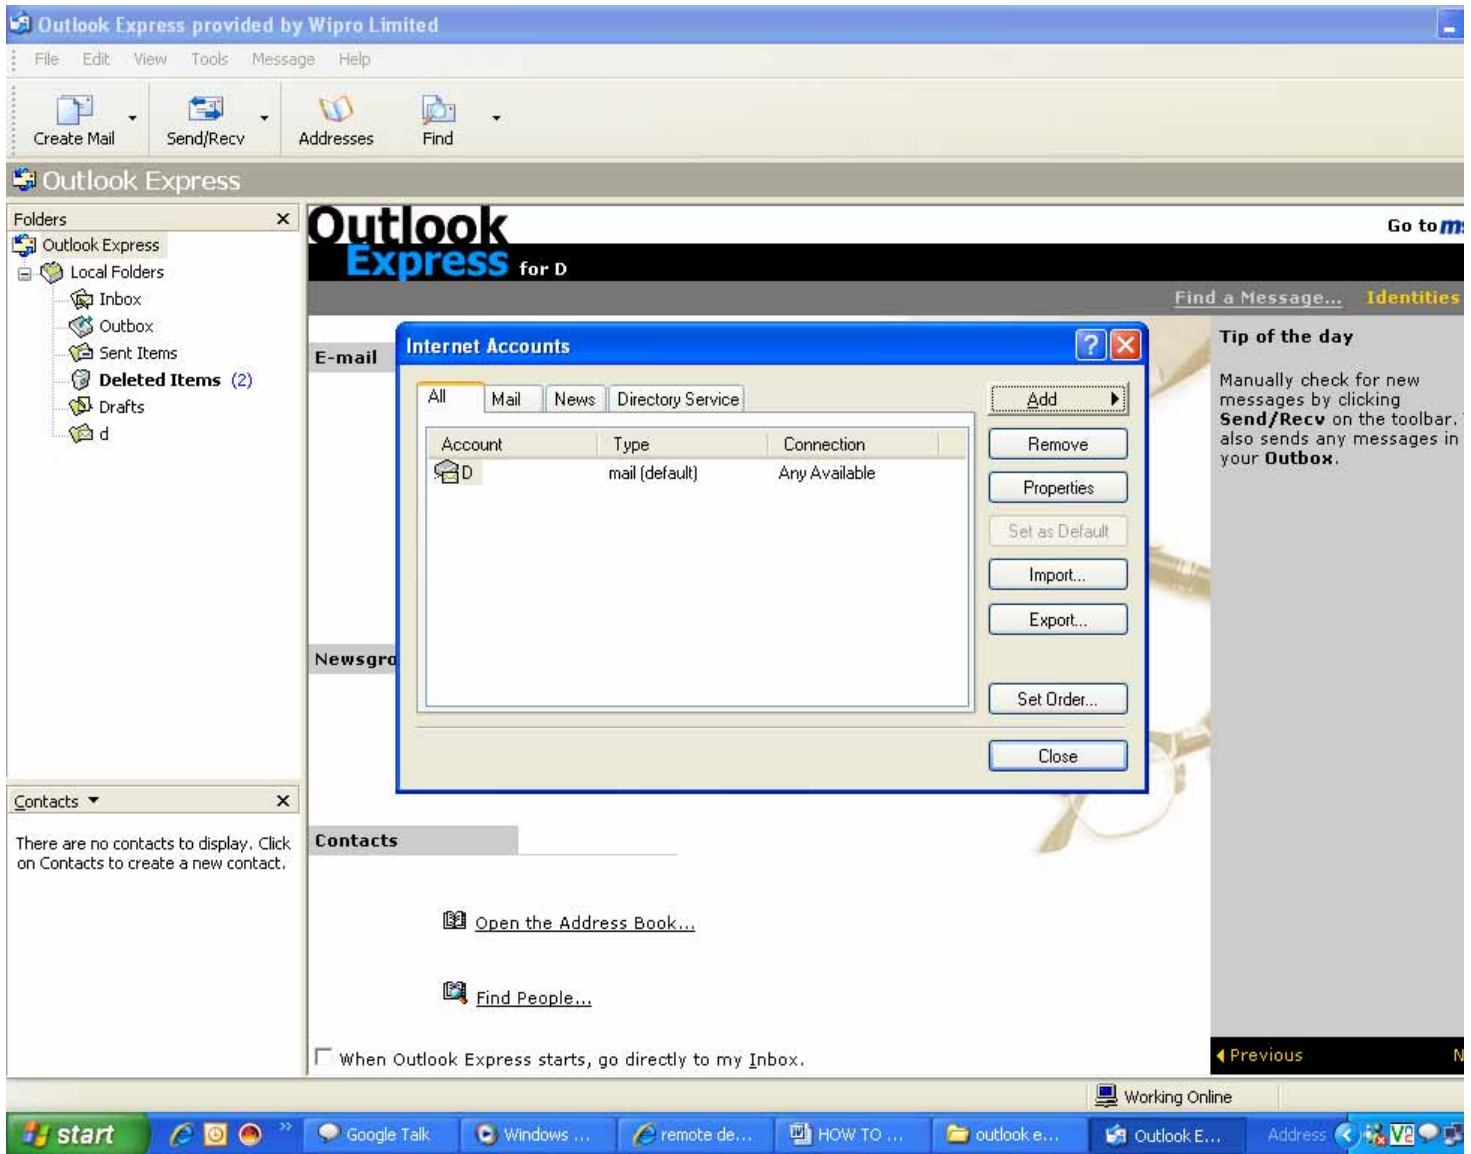 Outlook Express provided by Wipro Limited
File Edit View Tools Message Help
Create Mail Send/Recv Addresses Find
Outlook Express
Folders
Outlook Express
Local Folders
Inbox
Outbox
Sent Items
Deleted Items (2)
Drafts
d
Contacts
There are no contacts to display. Click
on Contacts to create a new contact.
Outlook
Express for D
Go to ms
Find a Message... Identities
E-mail
Newsgro
Internet Accounts
All Mail News Directory Service
Account Type Connection
D mail (default) Any Available
Add
Remove
Properties
Set as Default
Import...
Export...
Set Order...
Close
Contacts
Open the Address Book...
Find People...
When Outlook Express starts, go directly to my Inbox.
Tip of the day
Manually check for new
messages by clicking
Send/Recv on the toolbar.
also sends any messages in
your Outbox.
Previous N
Working Online
start Google Talk Windows ... remote de... HOW TO ... outlook e... Outlook E... Address